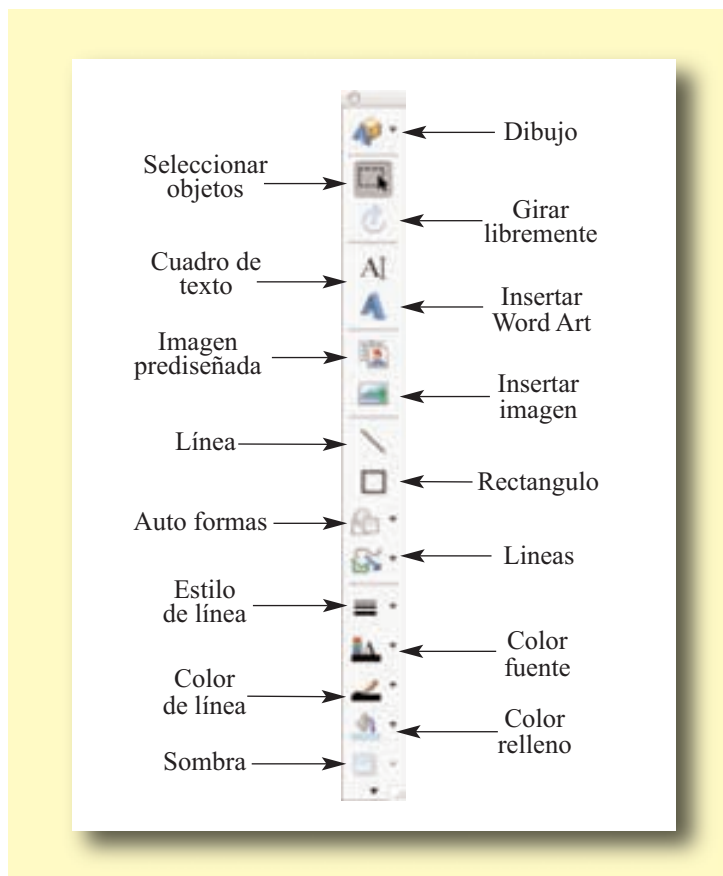 Dibujo
Seleccionar
objetos
Girar
libremente
Cuadro de
texto
Insertar
Word Art
Imagen
prediseñada
Insertar
imagen
Línea
Rectangulo
Auto formas
Lineas
Estilo
de línea
Color
fuente
Color
de línea
Color
relleno
Sombra